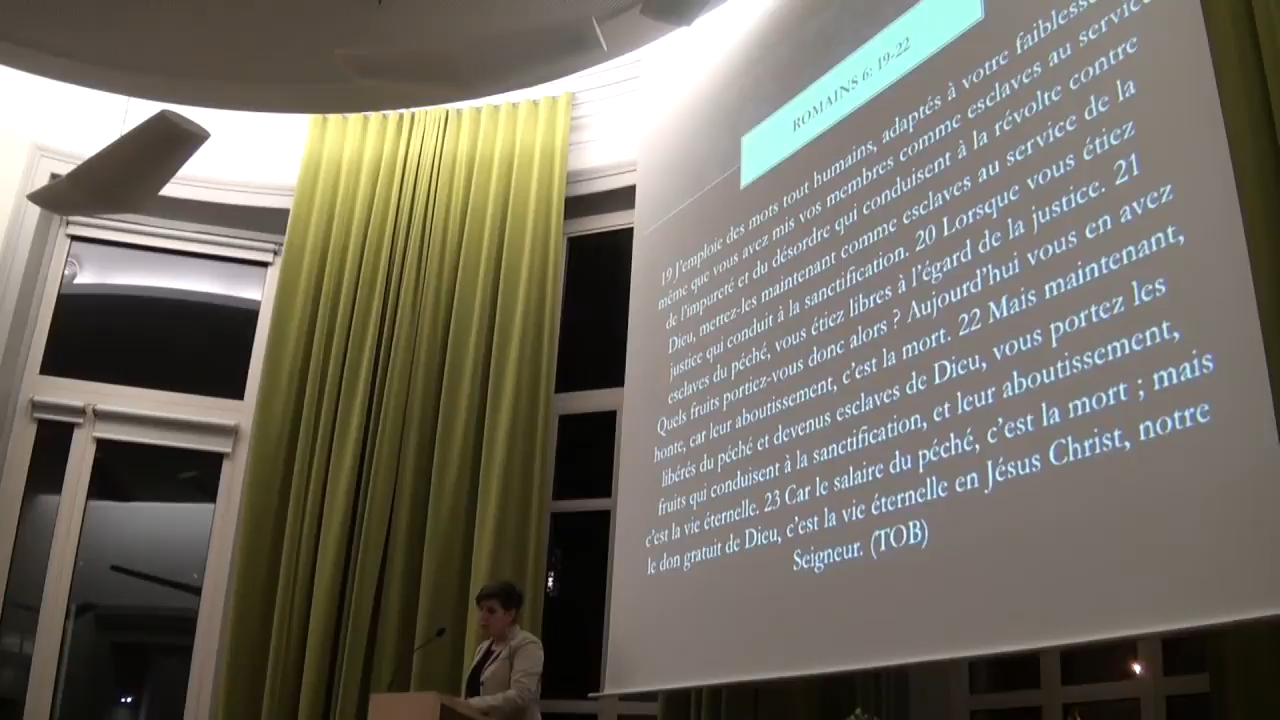 ROMAINS 6: 19-22
19 J'emploie des mots tout humains, adaptés à votre faiblesse
même que vous avez mis vos membres comme esclaves au service
de l'impureté et du désordre qui conduisent à la révolte contre
Dieu, mettez-les maintenant comme esclaves au service de la
justice qui conduit à la sanctification. 20 Lorsque vous étiez
esclaves du péché, vous étiez libres à l'égard de la justice. 21
Quels fruits portiez-vous donc alors ? Aujourd'hui vous en avez
honte, car leur aboutissement, c'est la mort. 22 Mais maintenant,
libérés du péché et devenus esclaves de Dieu, vous portez les
fruits qui conduisent à la sanctification, et leur aboutissement,
c'est la vie éternelle. 23 Car le salaire du péché, c'est la mort ; mais
le don gratuit de Dieu, c'est la vie éternelle en Jésus Christ, notre
Seigneur. (TOB)